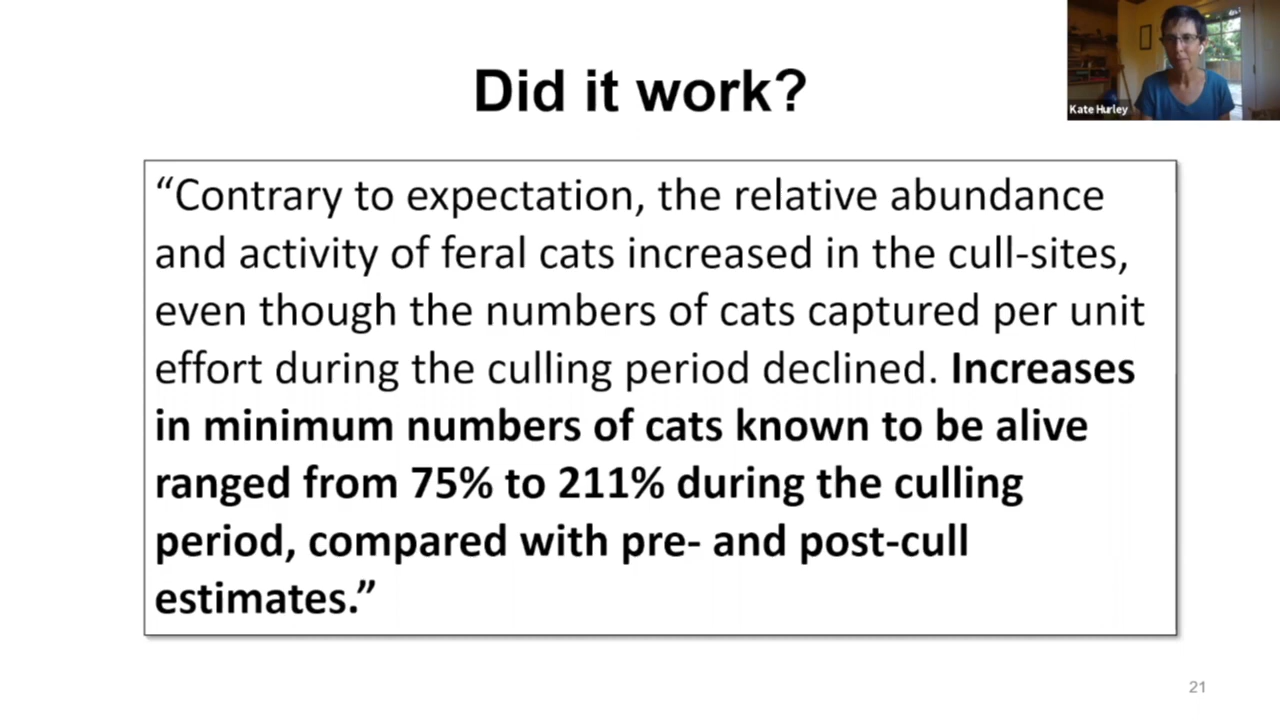 Kate Hurley
Did it work?
“Contrary to expectation, the relative abundance
and activity of feral cats increased in the cull-sites,
even though the numbers of cats captured per unit
effort during the culling period declined. Increases
in minimum numbers of cats known to be alive
ranged from 75% to 211% during the culling
period, compared with pre- and post-cull
estimates.”
21